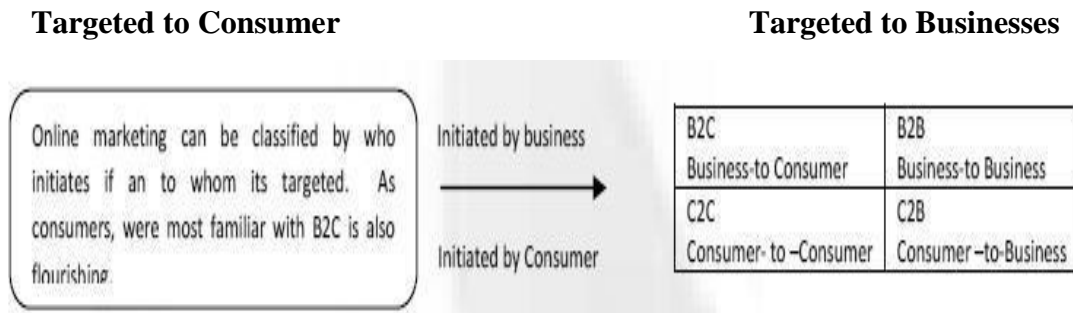 Targeted to Consumer
Targeted to Businesses
Online marketing can be classified by who
initiates if an to whom its targeted. As
consumers, were most familiar with B2C is also
flourishing.
Initiated by business
Initiated by Consumer
B2C
Business-to Consumer
B2B
Business-to Business
C2C
Consumer- to –Consumer
C2B
Consumer –to-Business